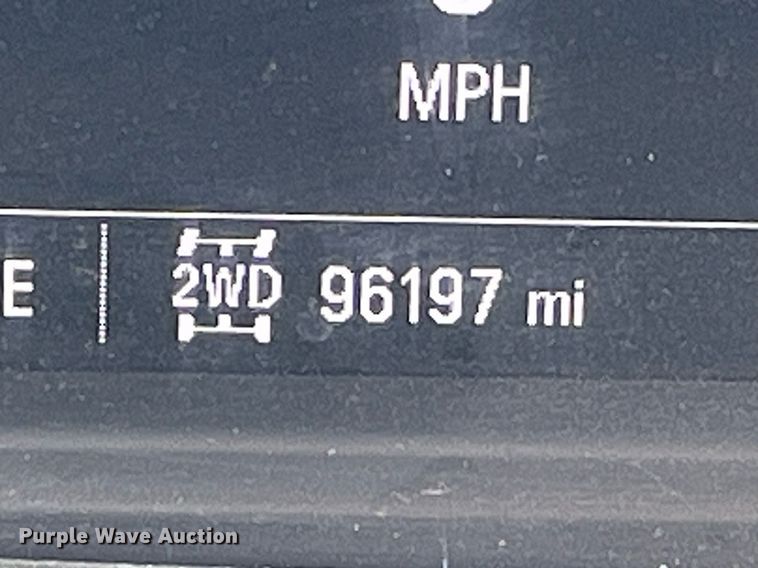 MPH
E 2WD 96197 mi
Purple Wave Auction